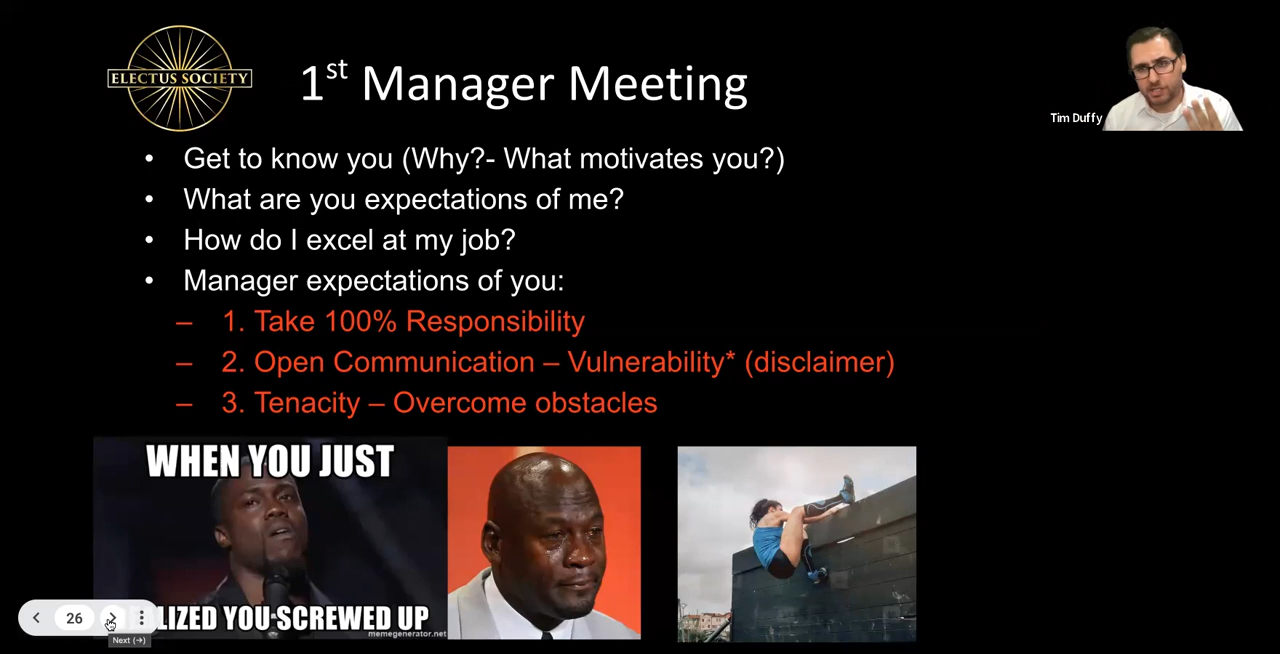 ELECTUS SOCIETY
1st Manager Meeting
Tim Duffy
• Get to know you (Why?- What motivates you?)
• What are you expectations of me?
• How do I excel at my job?
• Manager expectations of you:
– 1. Take 100% Responsibility
– 2. Open Communication – Vulnerability* (disclaimer)
– 3. Tenacity – Overcome obstacles
WHEN YOU JUST
LIZED YOU SCREWED UP
memegenerator.net
26
Next (→)